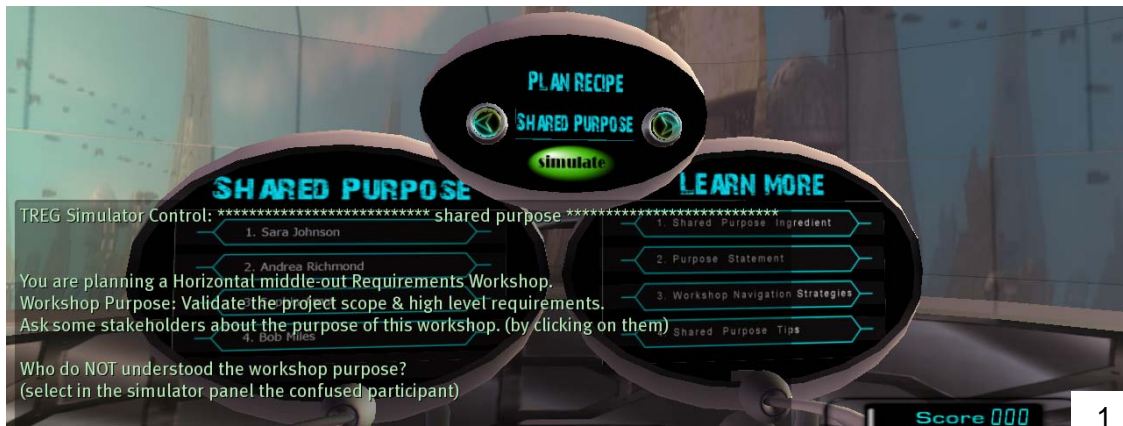 PLAN RECIPE
SHARED PURPOSE
simulate
SHARED PURPOSE
1. Sara Johnson
2. Andrea Richmond
4. Bob Miles
LEARN MORE
1. Shared Purpose Ingredient
2. Purpose Statement
3. Workshop Navigation Strategies
4. Shared Purpose Tips
TREG Simulator Control: *************************** shared purpose ***************************
You are planning a Horizontal middle-out Requirements Workshop.
Workshop Purpose: Validate the project scope & high level requirements.
Ask some stakeholders about the purpose of this workshop. (by clicking on them)
Who do NOT understood the workshop purpose?
(select in the simulator panel the confused participant)
Score 000
1